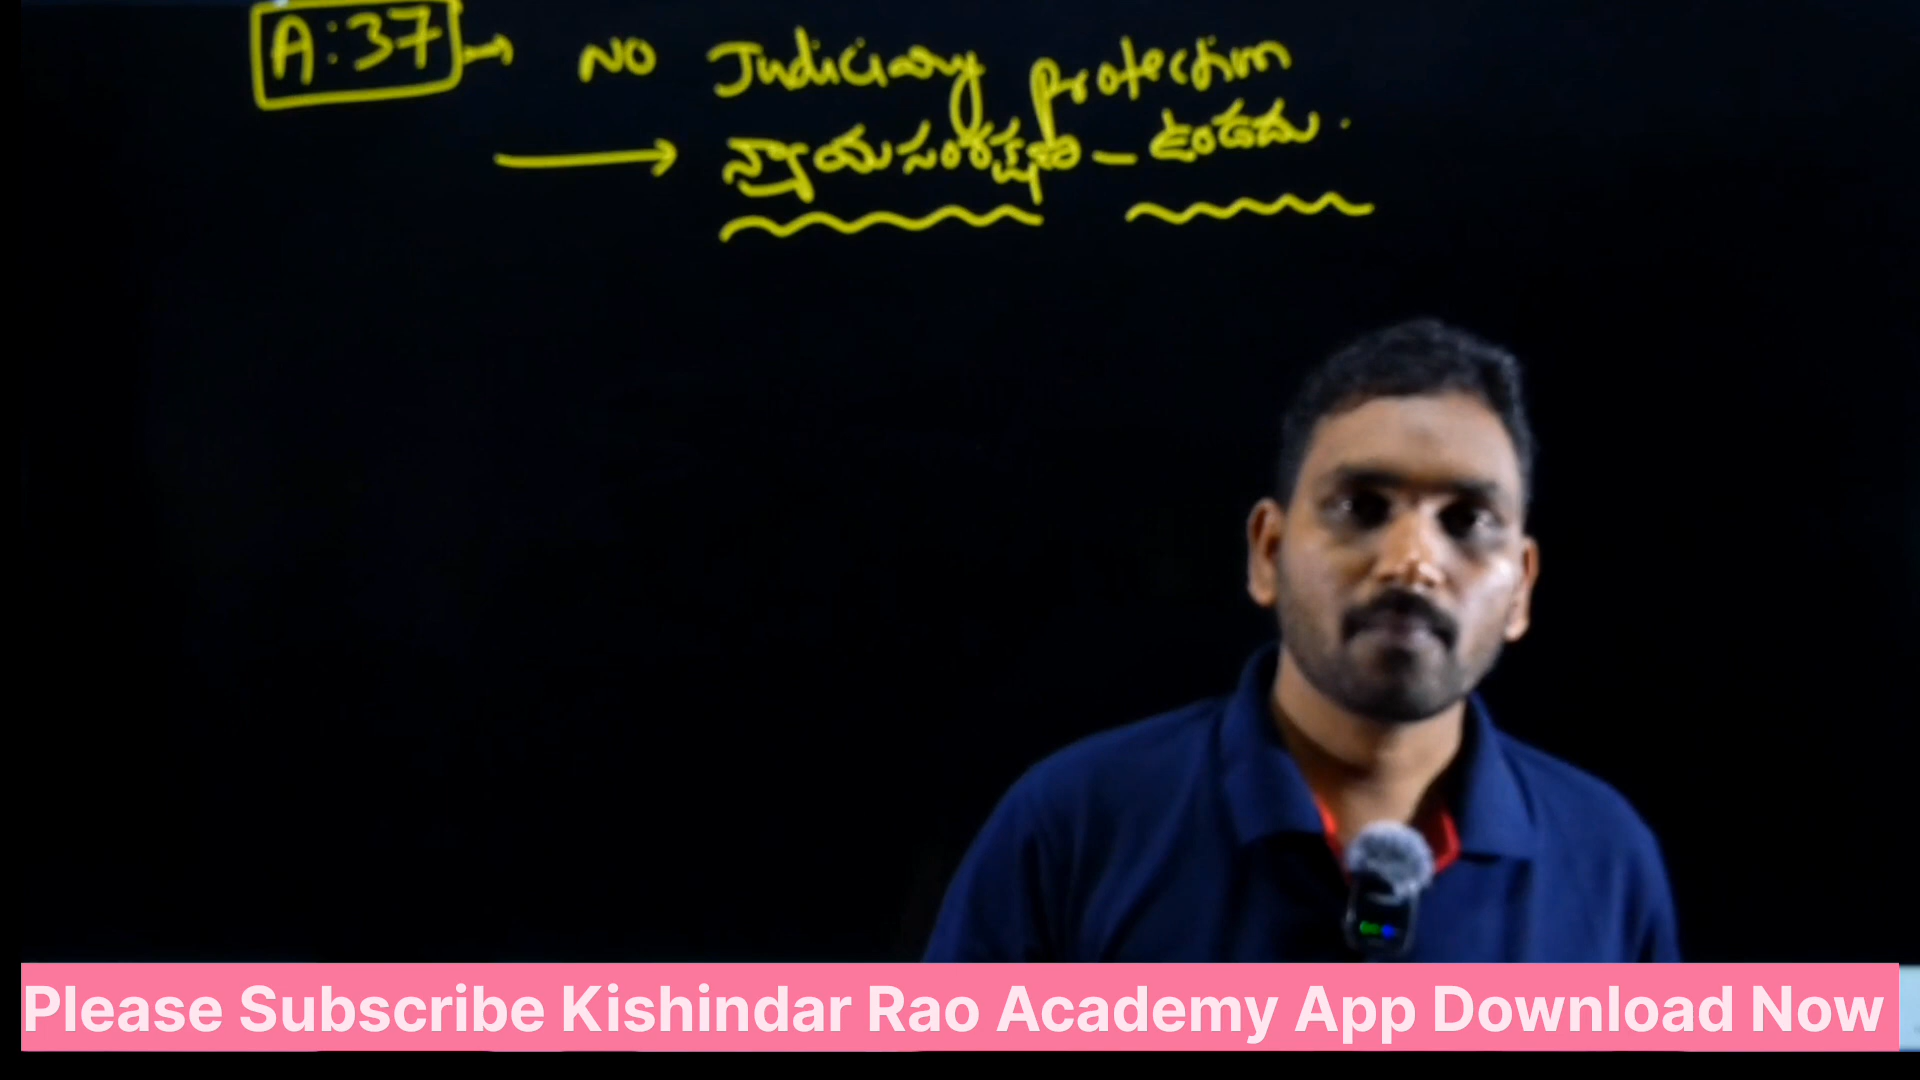 A:37 → NO Judiciary protection
→ న్యాయసంరక్షణ – ఉండదు.
Please Subscribe Kishindar Rao Academy App Download Now